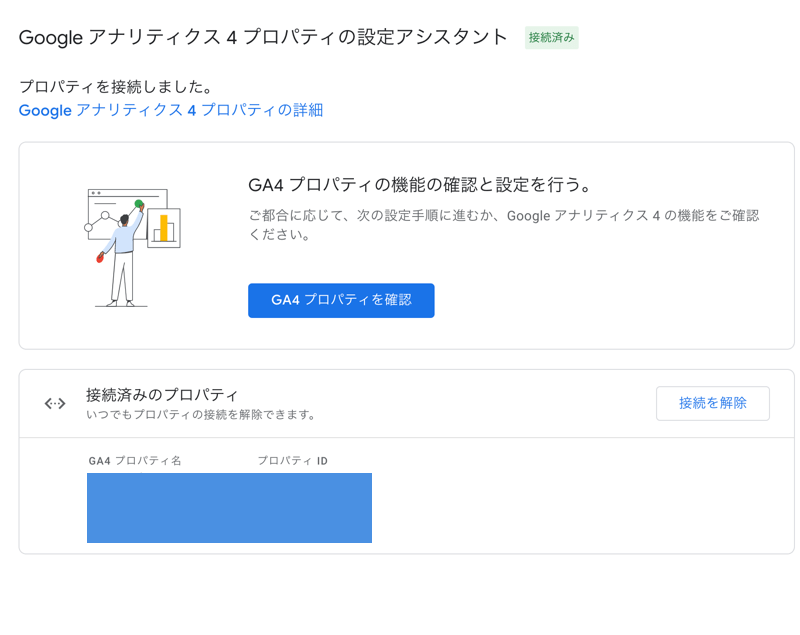 Google アナリティクス 4 プロパティの設定アシスタント 接続済み
プロパティを接続しました。
Google アナリティクス 4 プロパティの詳細
GA4 プロパティの機能の確認と設定を行う。
ご都合に応じて、次の設定手順に進むか、Google アナリティクス 4 の機能をご確認
ください。
GA4 プロパティを確認
接続済みのプロパティ
いつでもプロパティの接続を解除できます。
接続を解除
GA4 プロパティ名 プロパティ ID